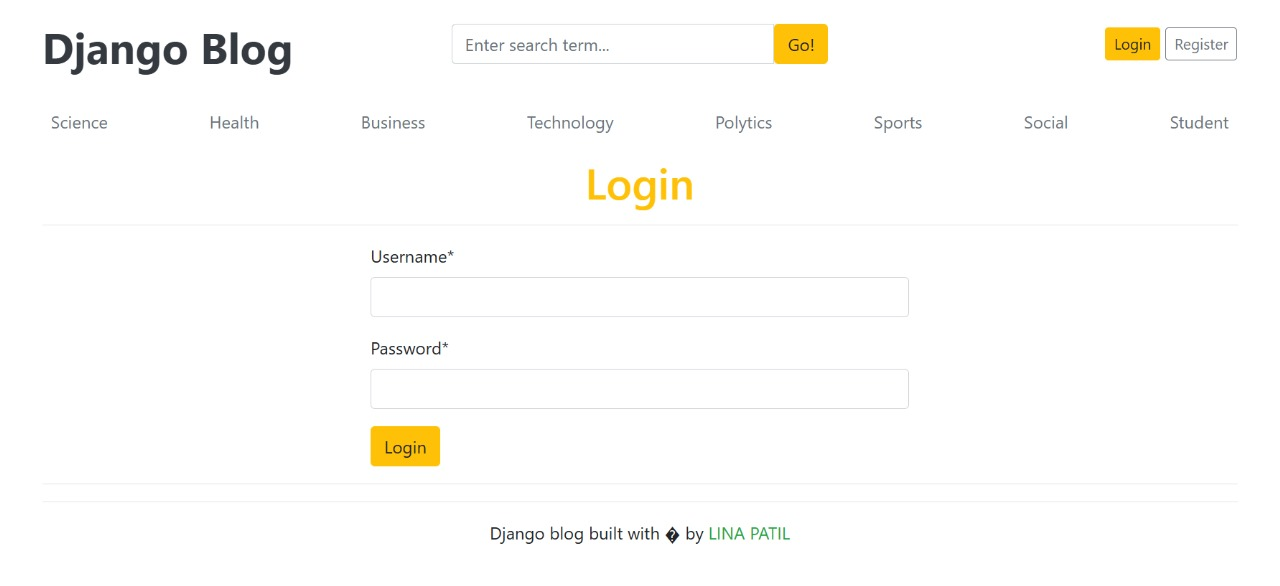 Django Blog
Enter search term...
Go!
Login
Register
Science
Health
Business
Technology
Polytics
Sports
Social
Student
Login
Username*
Password*
Login
Django blog built with � by LINA PATIL